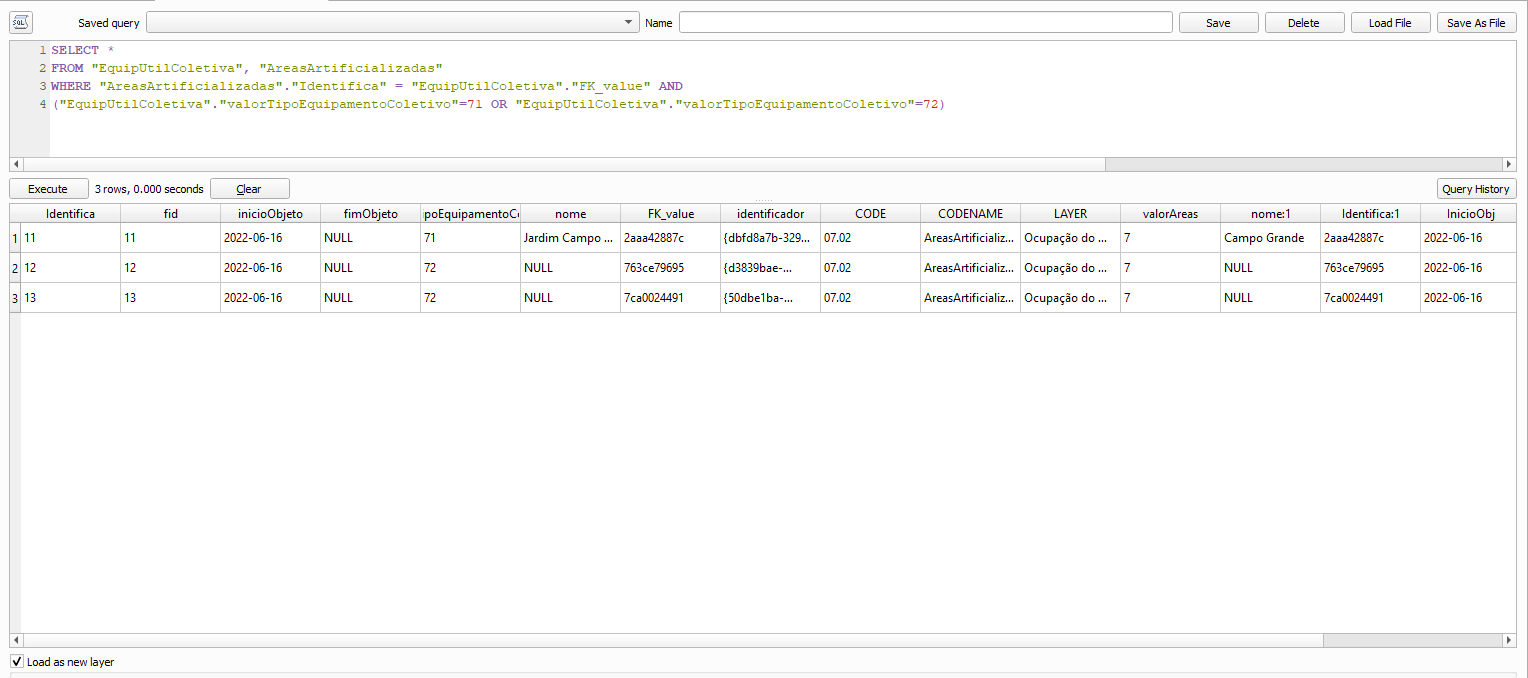 SQL Saved query Name Save Delete Load File Save As File
1 SELECT *
2 FROM "EquipUtilColetiva", "AreasArtificializadas"
3 WHERE "AreasArtificializadas"."Identifica" = "EquipUtilColetiva"."FK_value" AND
4 ("EquipUtilColetiva"."valorTipoEquipamentoColetivo"=71 OR "EquipUtilColetiva"."valorTipoEquipamentoColetivo"=72)
Execute 3 rows, 0.000 seconds Clear Query History
Identifica fid inicioObjeto fimObjeto poEquipamentoCo nome FK_value identificador CODE CODENAME LAYER valorAreas nome:1 Identifica:1 InicioObj
1 11 11 2022-06-16 NULL 71 Jardim Campo ... 2aaa42887c {dbfd8a7b-329... 07.02 AreasArtificializ... Ocupação do ... 7 Campo Grande 2aaa42887c 2022-06-16
2 12 12 2022-06-16 NULL 72 NULL 763ce79695 {d3839bae-... 07.02 AreasArtificializ... Ocupação do ... 7 NULL 763ce79695 2022-06-16
3 13 13 2022-06-16 NULL 72 NULL 7ca0024491 {50dbe1ba-... 07.02 AreasArtificializ... Ocupação do ... 7 NULL 7ca0024491 2022-06-16
Load as new layer